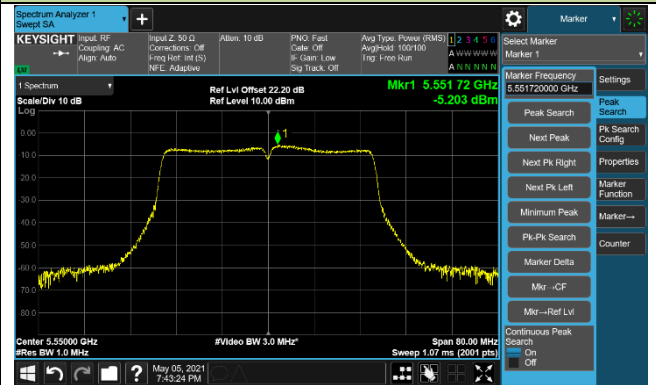 Spectrum Analyzer 1
Swept SA
+
Marker
KEYSIGHT
Input: RF
Coupling: AC
Align: Auto
Input Z: 50 Ω
Corrections: Off
Freq Ref: Int (S)
NFE: Adaptive
Atten: 10 dB
PNO: Fast
Gate: Off
IF Gain: Low
Sig Track: Off
Avg Type: Power (RMS)
Avg|Hold: 100/100
Trig: Free Run
1 2 3 4 5 6
A W W W W W
A N N N N N
LXI
Select Marker
Marker 1
1 Spectrum
Scale/Div 10 dB
Log
Ref Lvl Offset 22.20 dB
Ref Level 10.00 dBm
Mkr1 5.551 72 GHz
-5.203 dBm
Marker Frequency
5.551720000 GHz
Peak Search
Next Peak
Next Pk Right
Next Pk Left
Minimum Peak
Pk-Pk Search
Marker Delta
Mkr→CF
Mkr→Ref Lvl
Continuous Peak
Search
On
Off
Settings
Peak
Search
Pk Search
Config
Properties
Marker
Function
Marker→
Counter
0.00
-10.0
-20.0
-30.0
-40.0
-50.0
-60.0
-70.0
-80.0
1
Center 5.55000 GHz
#Res BW 1.0 MHz
#Video BW 3.0 MHz*
Span 80.00 MHz
Sweep 1.07 ms (2001 pts)
?
May 05, 2021
7:43:24 PM